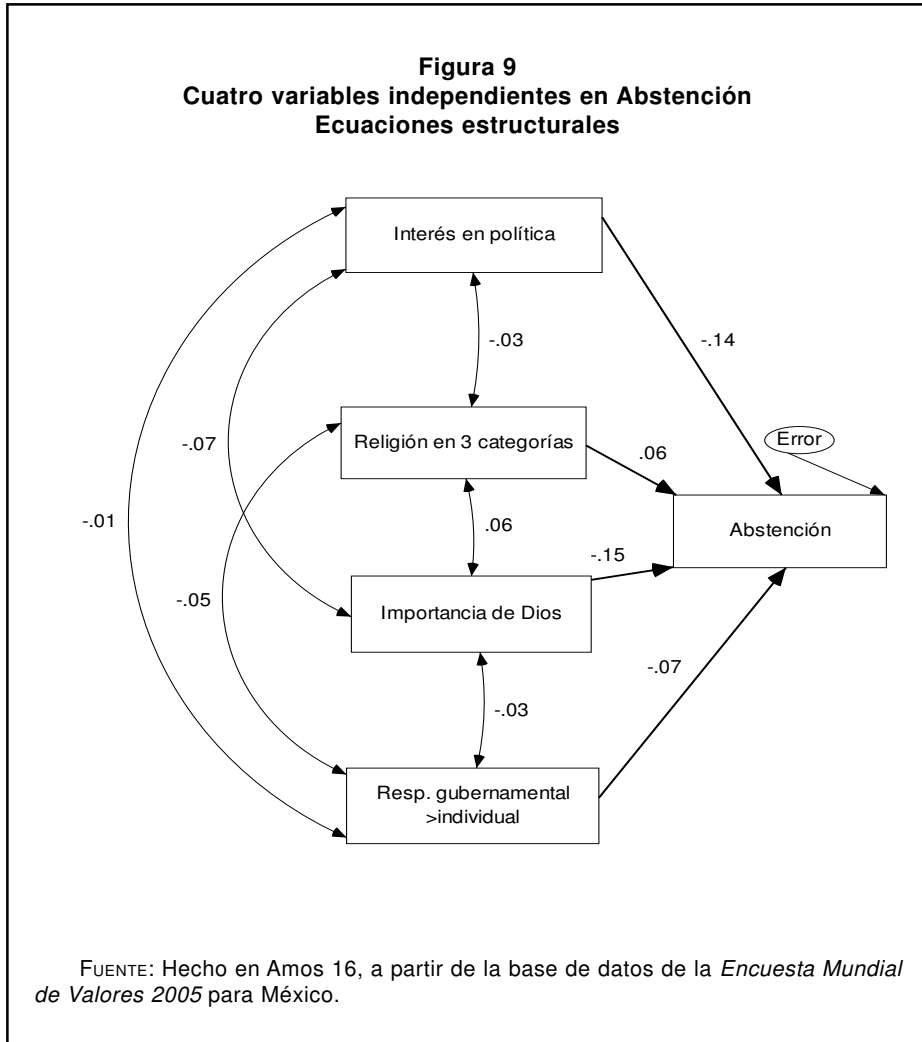 Figura 9
Cuatro variables independientes en Abstención
Ecuaciones estructurales
Interés en política
-.14
-.03
Religión en 3 categorías
-.07
.06
Error
-.01
.06
Abstención
-.15
-.05
Importancia de Dios
-.07
-.03
Resp. gubernamental
>individual
FUENTE: Hecho en Amos 16, a partir de la base de datos de la Encuesta Mundial
de Valores 2005 para México.